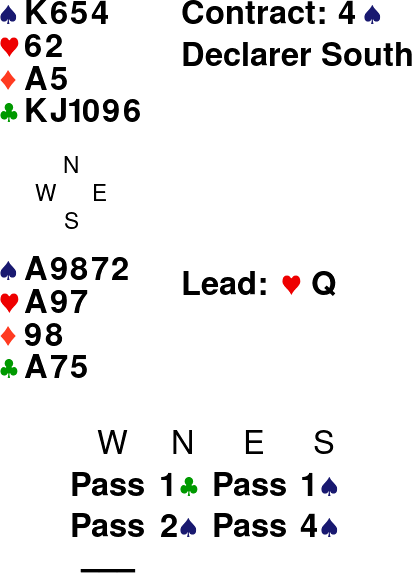 ♠K654
♥62
♦A5
♣KJ1096
Contract: 4 ♠
Declarer South
N
W E
S
♠A9872
♥A97
♦98
♣A75
Lead: ♥ Q
W N E S
Pass 1♣ Pass 1♠
Pass 2♠ Pass 4♠